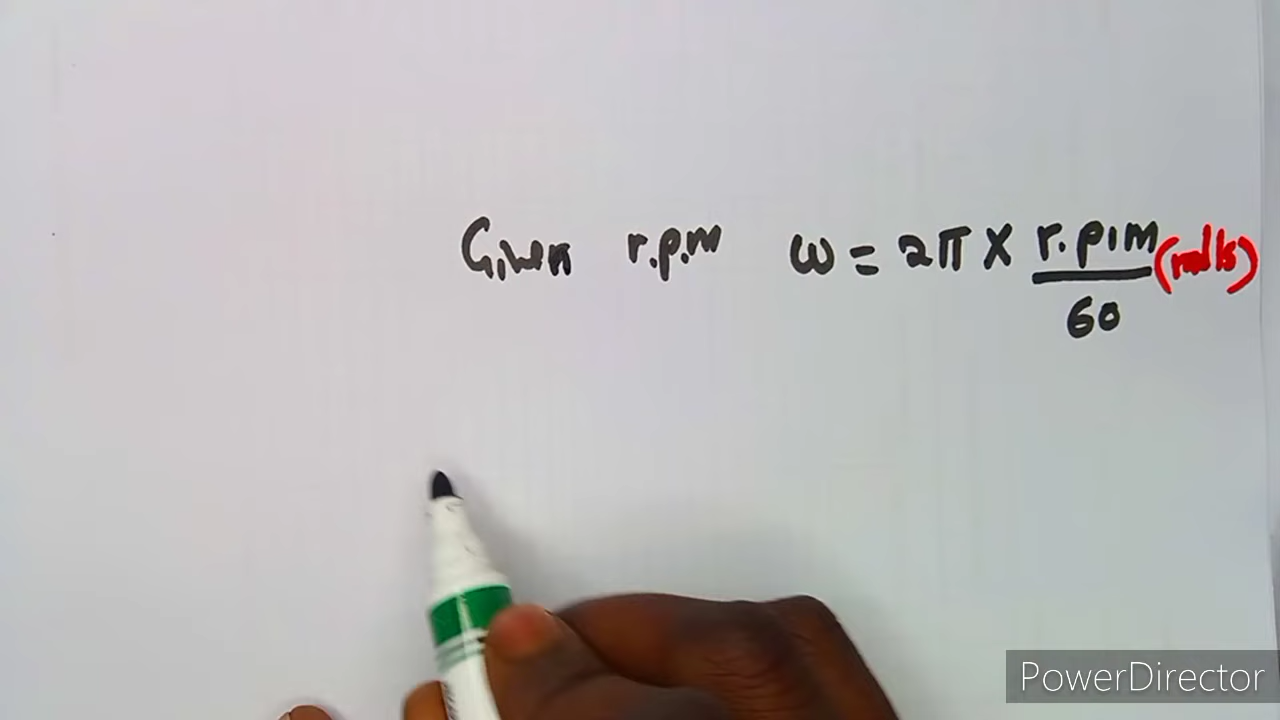 Given r.p.m ω = 2π × r.p.m (rad/s)
60
PowerDirector